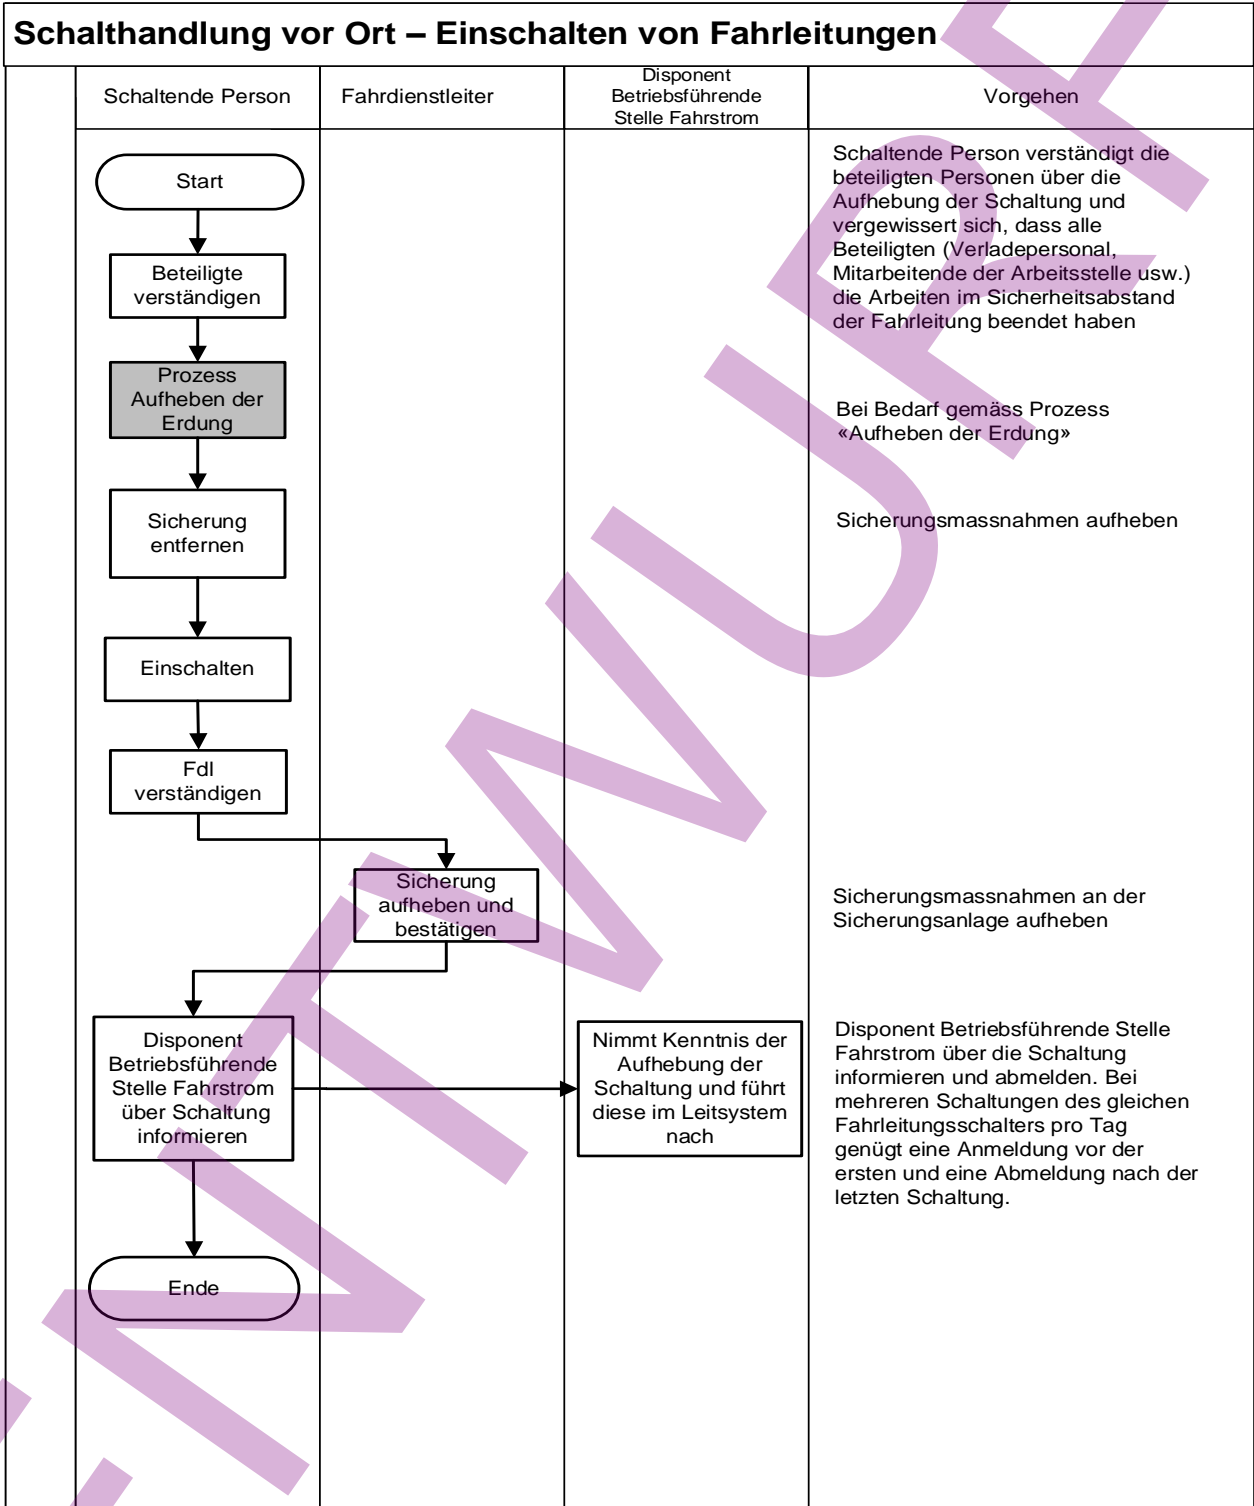 Schalthandlung vor Ort – Einschalten von Fahrleitungen
Schaltende Person
Fahrdienstleiter
Disponent
Betriebsführende
Stelle Fahrstrom
Vorgehen
Start
Schaltende Person verständigt die
beteiligten Personen über die
Aufhebung der Schaltung und
vergewissert sich, dass alle
Beteiligten (Verladepersonal,
Mitarbeitende der Arbeitsstelle usw.)
die Arbeiten im Sicherheitsabstand
der Fahrleitung beendet haben
Beteiligte
verständigen
Prozess
Aufheben der
Erdung
Bei Bedarf gemäss Prozess
«Aufheben der Erdung»
Sicherung
entfernen
Sicherungsmassnahmen aufheben
Einschalten
Fdl
verständigen
Sicherung
aufheben und
bestätigen
Sicherungsmassnahmen an der
Sicherungsanlage aufheben
Disponent
Betriebsführende
Stelle Fahrstrom
über Schaltung
informieren
Nimmt Kenntnis der
Aufhebung der
Schaltung und führt
diese im Leitsystem
nach
Disponent Betriebsführende Stelle
Fahrstrom über die Schaltung
informieren und abmelden. Bei
mehreren Schaltungen des gleichen
Fahrleitungsschalters pro Tag
genügt eine Anmeldung vor der
ersten und eine Abmeldung nach der
letzten Schaltung.
Ende
ENTWURF